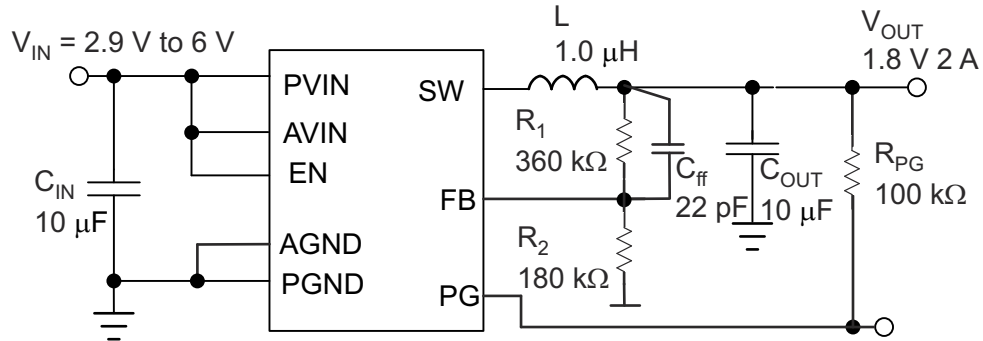 V_IN = 2.9 V to 6 V
L
1.0 μH
V_OUT
1.8 V 2 A
PVIN
SW
AVIN
EN
R_1
360 kΩ
C_ff
22 pF
C_OUT
10 μF
R_PG
100 kΩ
C_IN
10 μF
FB
AGND
PGND
R_2
180 kΩ
PG